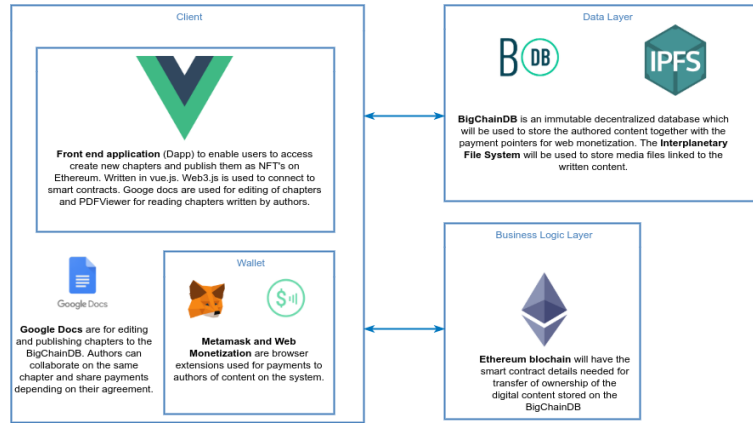 Client
Front end application (Dapp) to enable users to access
create new chapters and publish them as NFT's on
Ethereum. Written in vue.js. Web3.js is used to connect to
smart contracts. Googe docs are used for editing of chapters
and PDFViewer for reading chapters written by authors.
Google Docs
Google Docs are for editing
and publishing chapters to the
BigChainDB. Authors can
collaborate on the same
chapter and share payments
depending on their agreement.
Wallet
$
Metamask and Web
Monetization are browser
extensions used for payments to
authors of content on the system.
Data Layer
B DB
IPFS
BigChainDB is an immutable decentralized database which
will be used to store the authored content together with the
payment pointers for web monetization. The Interplanetary
File System will be used to store media files linked to the
written content.
Business Logic Layer
Ethereum blochain will have the
smart contract details needed for
transfer of ownership of the
digital content stored on the
BigChainDB